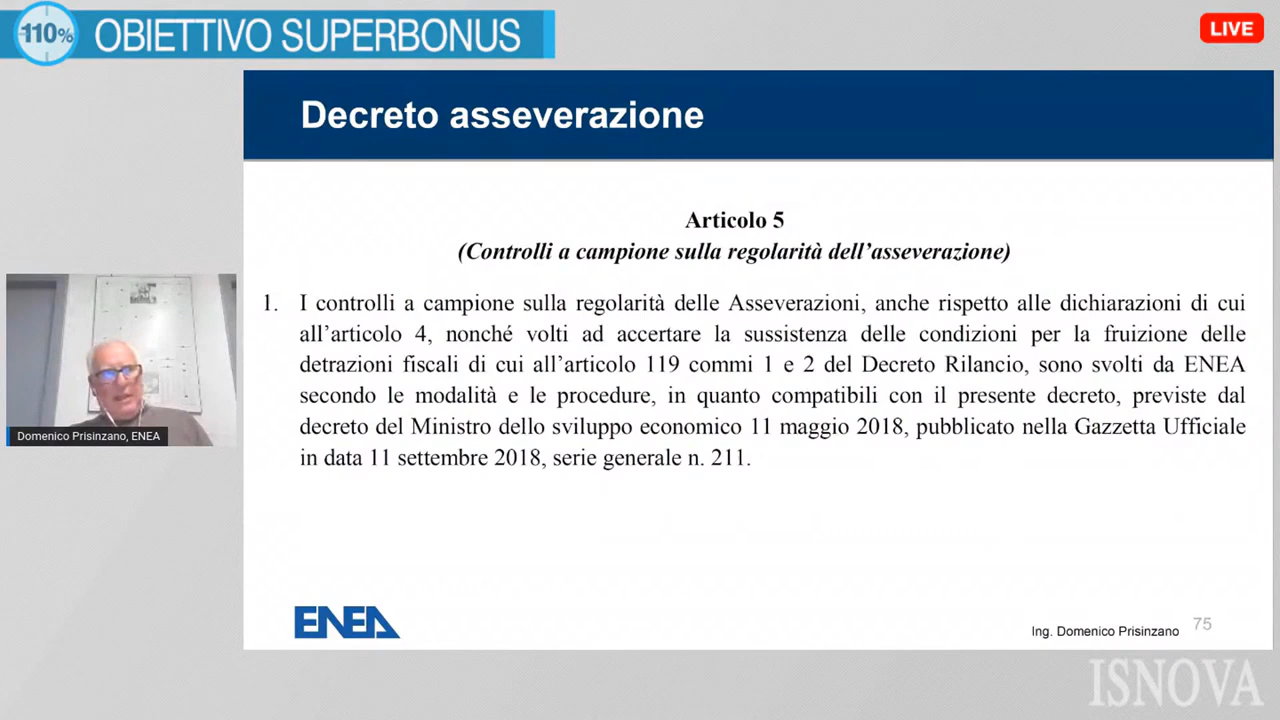 110%
OBIETTIVO SUPERBONUS
LIVE
Decreto asseverazione
Articolo 5
(Controlli a campione sulla regolarità dell'asseverazione)
1. I controlli a campione sulla regolarità delle Asseverazioni, anche rispetto alle dichiarazioni di cui
all'articolo 4, nonché volti ad accertare la sussistenza delle condizioni per la fruizione delle
detrazioni fiscali di cui all'articolo 119 commi 1 e 2 del Decreto Rilancio, sono svolti da ENEA
secondo le modalità e le procedure, in quanto compatibili con il presente decreto, previste dal
decreto del Ministro dello sviluppo economico 11 maggio 2018, pubblicato nella Gazzetta Ufficiale
in data 11 settembre 2018, serie generale n. 211.
Domenico Prisinzano, ENEA
ENEA
Ing. Domenico Prisinzano
75
ISNOVA